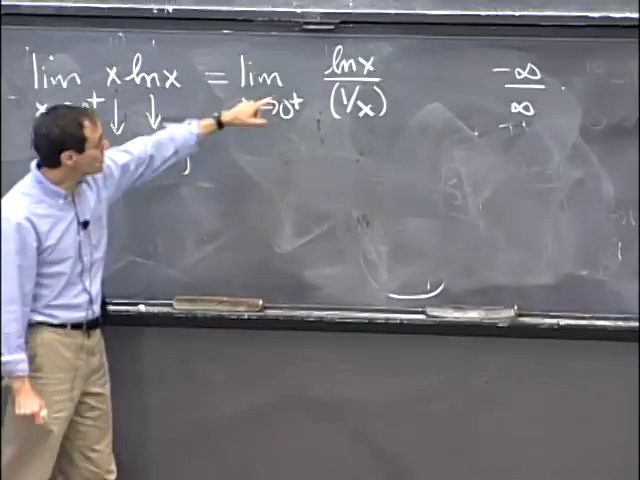 lim x ln x = lim ln x / (1/x)   -∞/∞
x→0⁺ ↓ ↓   x→0⁺